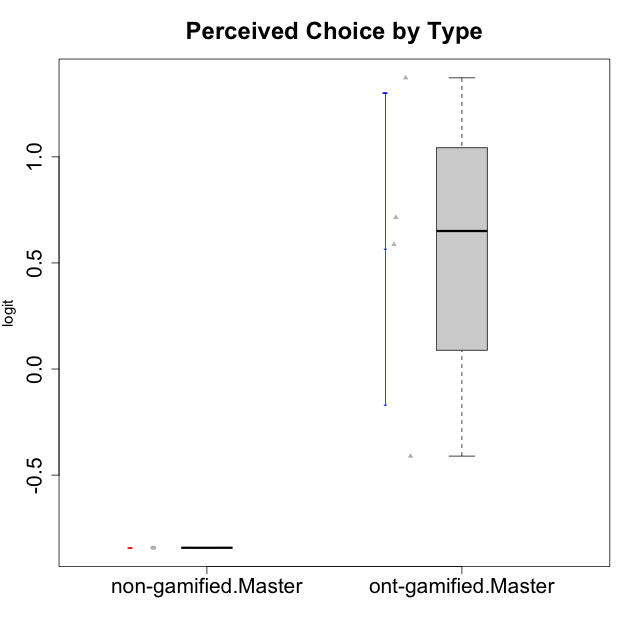 Perceived Choice by Type
logit
1.0
0.5
0.0
-0.5
non-gamified.Master
ont-gamified.Master